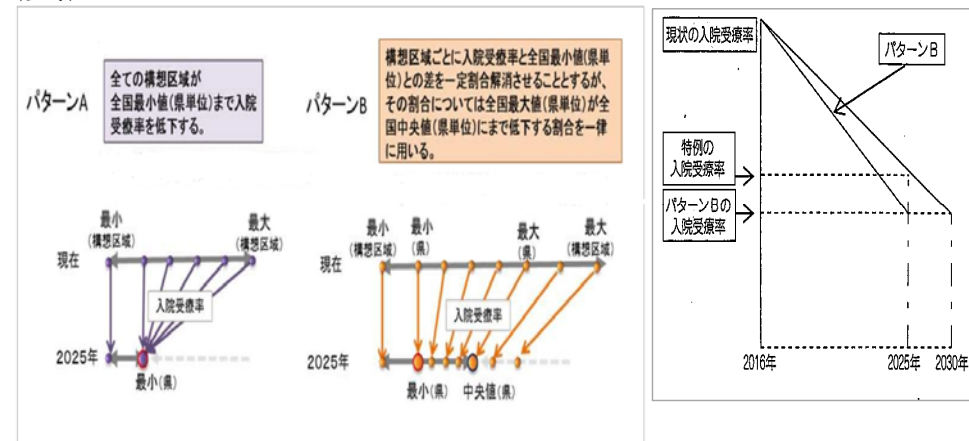 パターンA
全ての構想区域が
全国最小値(県単位)まで入院
受療率を低下する。
最小
(構想区域)
最大
(構想区域)
現在
入院受療率
2025年
最小(県)
パターンB
構想区域ごとに入院受療率と全国最小値(県単
位)との差を一定割合解消させることとするが、
その割合については全国最大値(県単位)が全
国中央値(県単位)にまで低下する割合を一律
に用いる。
最小
(構想区域)
最小
(県)
最大
(県)
最大
(構想区域)
現在
入院受療率
2025年
最小(県)
中央値(県)
現状の入院受療率
パターンB
特例の
入院受療率
パターンBの
入院受療率
2016年
2025年
2030年